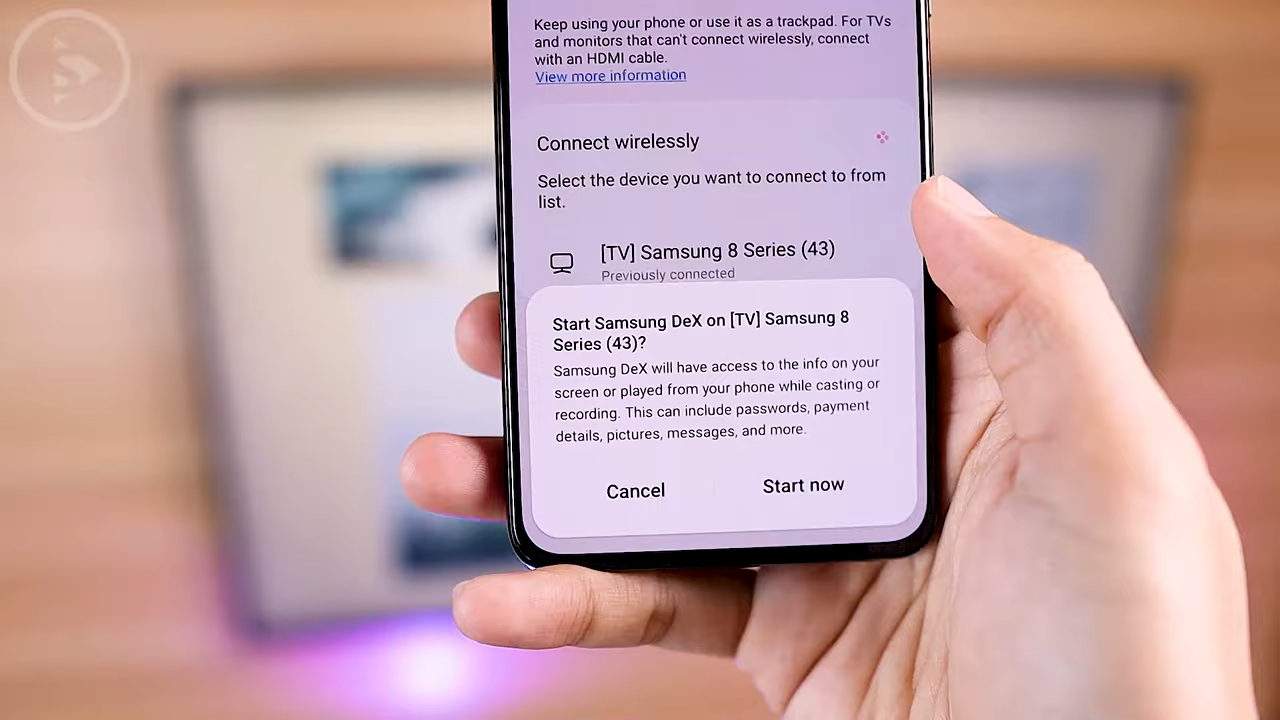 Keep using your phone or use it as a trackpad. For TVs
and monitors that can't connect wirelessly, connect
with an HDMI cable.
View more information
Connect wirelessly
Select the device you want to connect to from
list.
[TV] Samsung 8 Series (43)
Previously connected
Start Samsung DeX on [TV] Samsung 8
Series (43)?
Samsung DeX will have access to the info on your
screen or played from your phone while casting or
recording. This can include passwords, payment
details, pictures, messages, and more.
Cancel
Start now